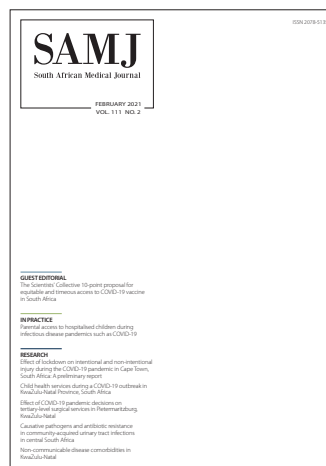 ISSN 2078-513
SAMJ
South African Medical Journal
FEBRUARY 2021
VOL. 111 NO. 2
GUEST EDITORIAL
The Scientists' Collective 10-point proposal for
equitable and timeous access to COVID-19 vaccine
in South Africa
IN PRACTICE
Parental access to hospitalised children during
infectious disease pandemics such as COVID-19
RESEARCH
Effect of lockdown on intentional and non-intentional
injury during the COVID-19 pandemic in Cape Town,
South Africa: A preliminary report
Child health services during a COVID-19 outbreak in
KwaZulu-Natal Province, South Africa
Effect of COVID-19 pandemic decisions on
tertiary-level surgical services in Pietermaritzburg,
KwaZulu-Natal
Causative pathogens and antibiotic resistance
in community-acquired urinary tract infections
in central South Africa
Non-communicable disease comorbidities in
KwaZulu-Natal